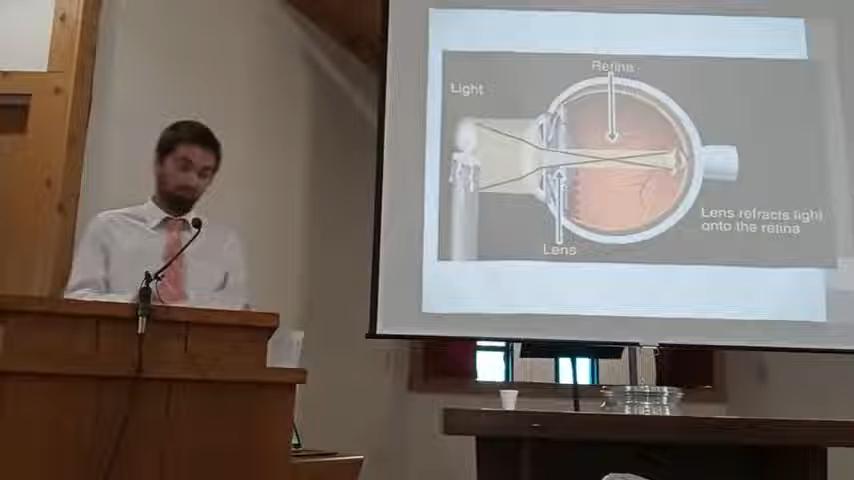 Retina
Light
Lens refracts light
onto the retina
Lens